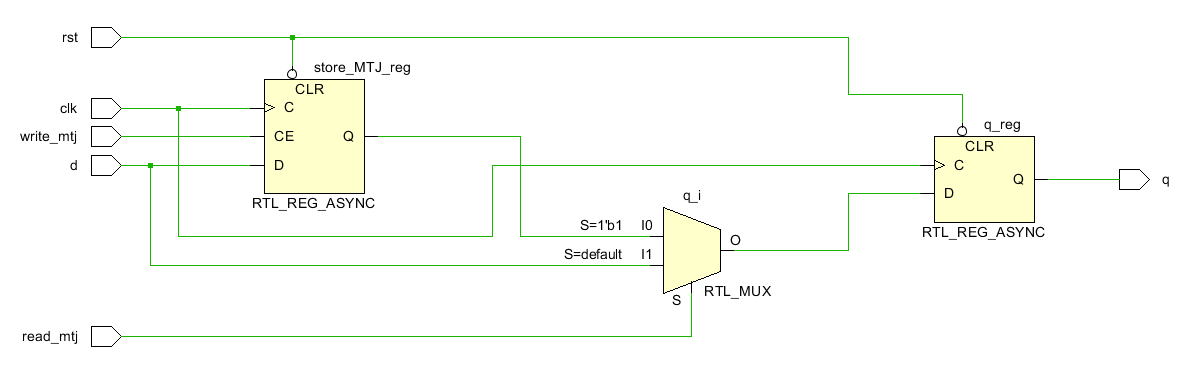 rst
store_MTJ_reg
CLR
clk
C
write_mtj
CE
Q
d
D
RTL_REG_ASYNC
q_reg
CLR
C
Q
q
D
RTL_REG_ASYNC
q_i
S=1'b1 I0
S=default I1
O
S
RTL_MUX
read_mtj